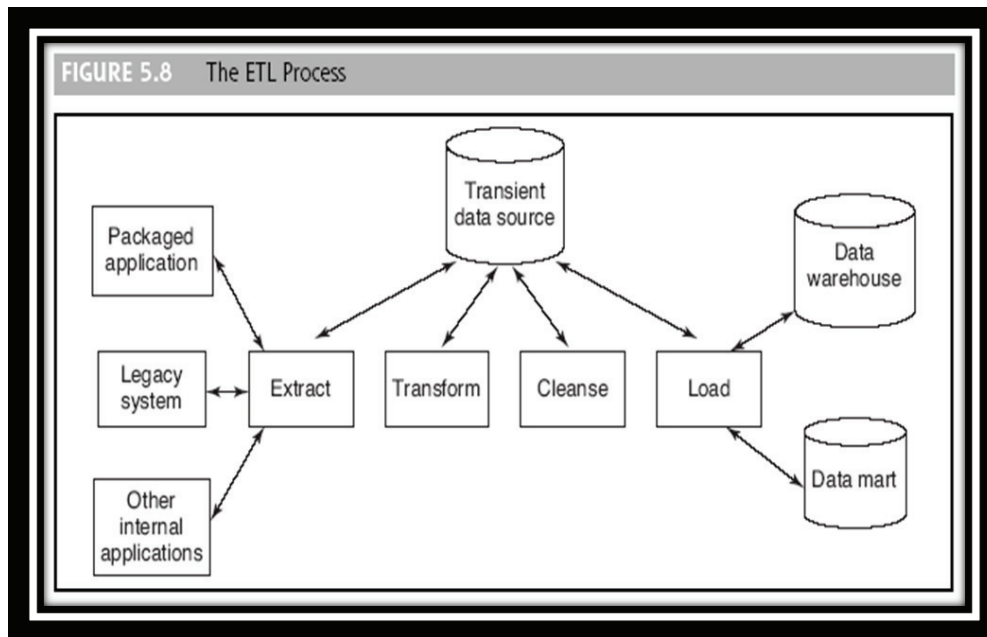 FIGURE 5.8 The ETL Process
Transient
data source
Packaged
application
Data
warehouse
Legacy
system
Extract
Transform
Cleanse
Load
Data mart
Other
internal
applications